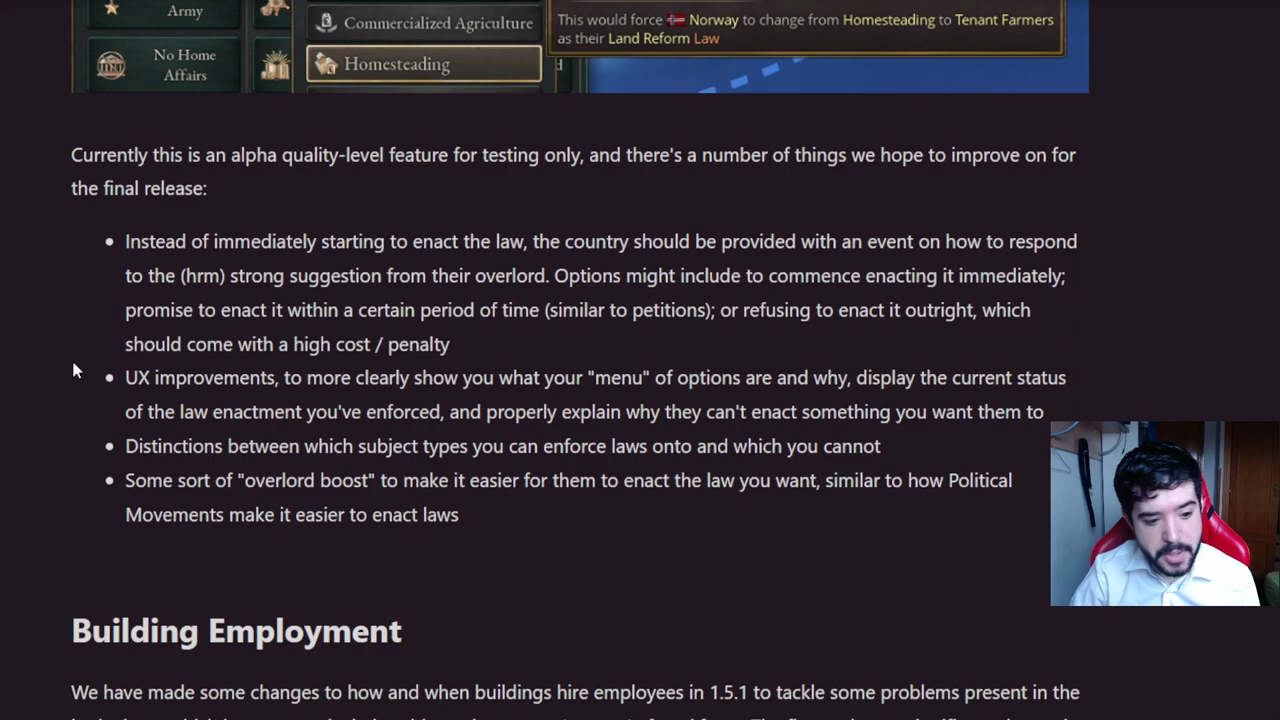 Army
Commercialized Agriculture
This would force Norway to change from Homesteading to Tenant Farmers
as their Land Reform Law
No Home
Affairs
Homesteading
Currently this is an alpha quality-level feature for testing only, and there's a number of things we hope to improve on for
the final release:
Instead of immediately starting to enact the law, the country should be provided with an event on how to respond
to the (hrm) strong suggestion from their overlord. Options might include to commence enacting it immediately;
promise to enact it within a certain period of time (similar to petitions); or refusing to enact it outright, which
should come with a high cost / penalty
UX improvements, to more clearly show you what your "menu" of options are and why, display the current status
of the law enactment you've enforced, and properly explain why they can't enact something you want them to
Distinctions between which subject types you can enforce laws onto and which you cannot
Some sort of "overlord boost" to make it easier for them to enact the law you want, similar to how Political
Movements make it easier to enact laws
Building Employment
We have made some changes to how and when buildings hire employees in 1.5.1 to tackle some problems present in the